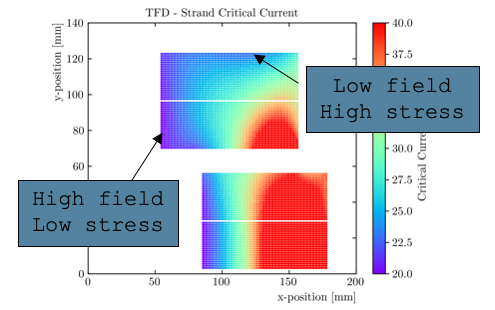 TFD - Strand Critical Current
y-position [mm]
140
120
100
80
60
0
0
50
100
150
200
x-position [mm]
40.0
37.5
30.0
27.5
25.0
22.5
20.0
Critical Curre
Low field
High stress
High field
Low stress